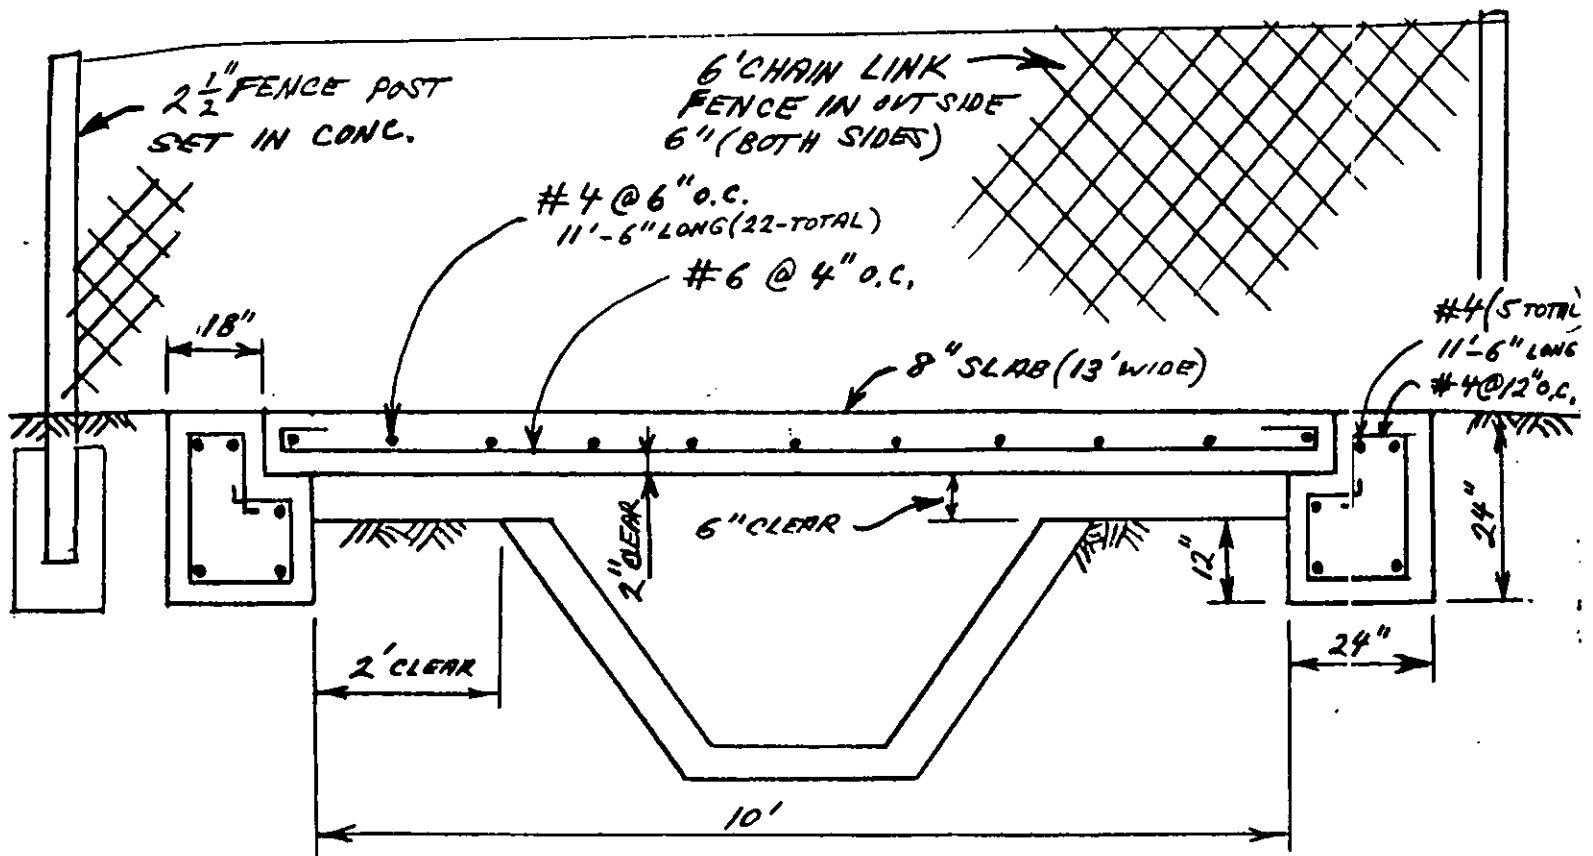 2 1/2" FENCE POST
SET IN CONC.
6' CHAIN LINK
FENCE IN OUTSIDE
6" (BOTH SIDES)
#4 @ 6" O.C.
11'-6" LONG (22-TOTAL)
#6 @ 4" O.C.
18"
8" SLAB (13' WIDE)
#4 (5 TOTAL)
11'-6" LONG
#4 @ 12" O.C.
2" CLEAR
6" CLEAR
12"
24"
2' CLEAR
24"
10'